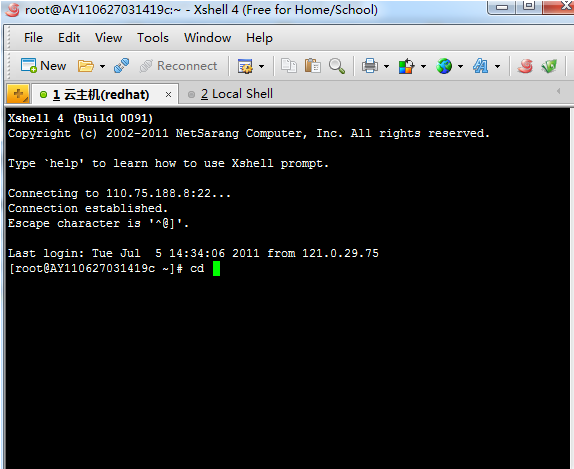 root@AY110627031419c:~ - Xshell 4 (Free for Home/School)
File Edit View Tools Window Help
New Reconnect
1 云主机(redhat) × 2 Local Shell
Xshell 4 (Build 0091)
Copyright (c) 2002-2011 NetSarang Computer, Inc. All rights reserved.
Type `help' to learn how to use Xshell prompt.
Connecting to 110.75.188.8:22...
Connection established.
Escape character is '^@]'.
Last login: Tue Jul  5 14:34:06 2011 from 121.0.29.75
[root@AY110627031419c ~]# cd